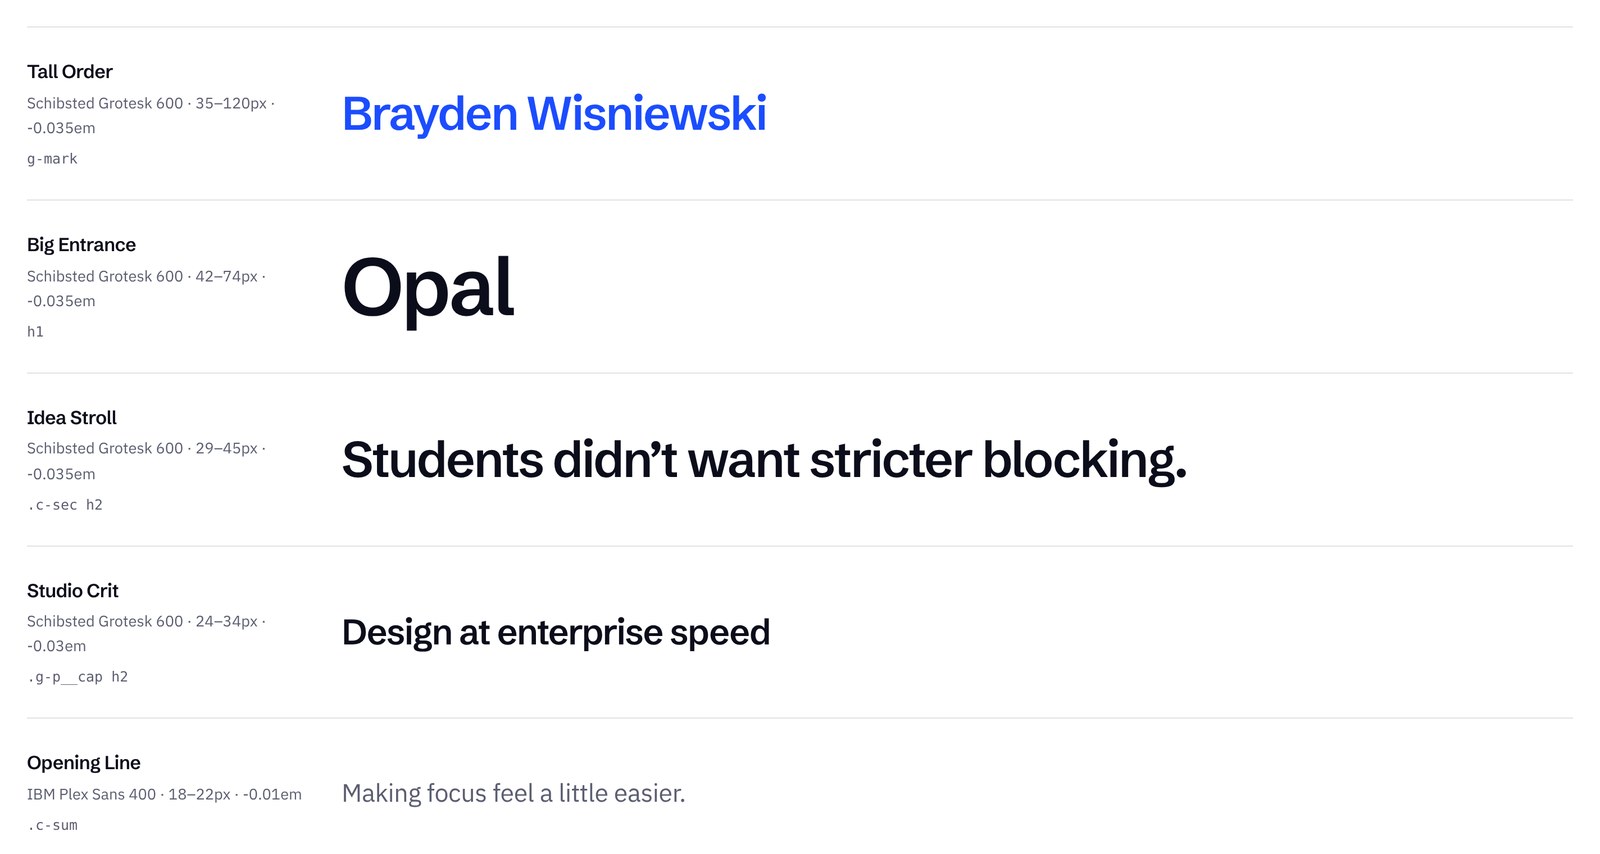 Tall Order
Schibsted Grotesk 600 · 35–120px ·
-0.035em
g-mark
Brayden Wisniewski
Big Entrance
Schibsted Grotesk 600 · 42–74px ·
-0.035em
h1
Opal
Idea Stroll
Schibsted Grotesk 600 · 29–45px ·
-0.035em
.c-sec h2
Students didn’t want stricter blocking.
Studio Crit
Schibsted Grotesk 600 · 24–34px ·
-0.03em
.g-p__cap h2
Design at enterprise speed
Opening Line
IBM Plex Sans 400 · 18–22px · -0.01em
.c-sum
Making focus feel a little easier.